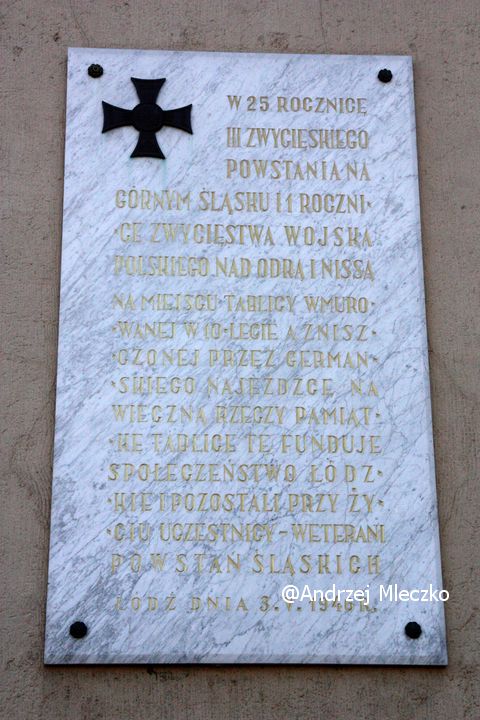 W 25 ROCZNICĘ
III ZWYCIĘSKIEGO
POWSTANIA NA
GÓRNYM ŚLĄSKU I 1 ROCZNI-
CĘ ZWYCIĘSTWA WOJSKA
POLSKIEGO NAD ODRĄ I NISSĄ
NA MIEJSCU TABLICY WMURO-
WANEJ W 10-LECIE A ZNISZ-
CZONEJ PRZEZ GERMAŃ-
SKIEGO NAJEŹDZCĘ NA
WIECZNĄ RZECZY PAMIĄT-
KĘ TABLICĘ TĘ FUNDUJE
SPOŁECZEŃSTWO ŁÓDZ-
KIE I POZOSTALI PRZY ŻY-
CIU UCZESTNICY - WETERANI
POWSTAŃ ŚLĄSKICH
ŁÓDŹ DNIA 3.V.1946 R.
@Andrzej Mleczko